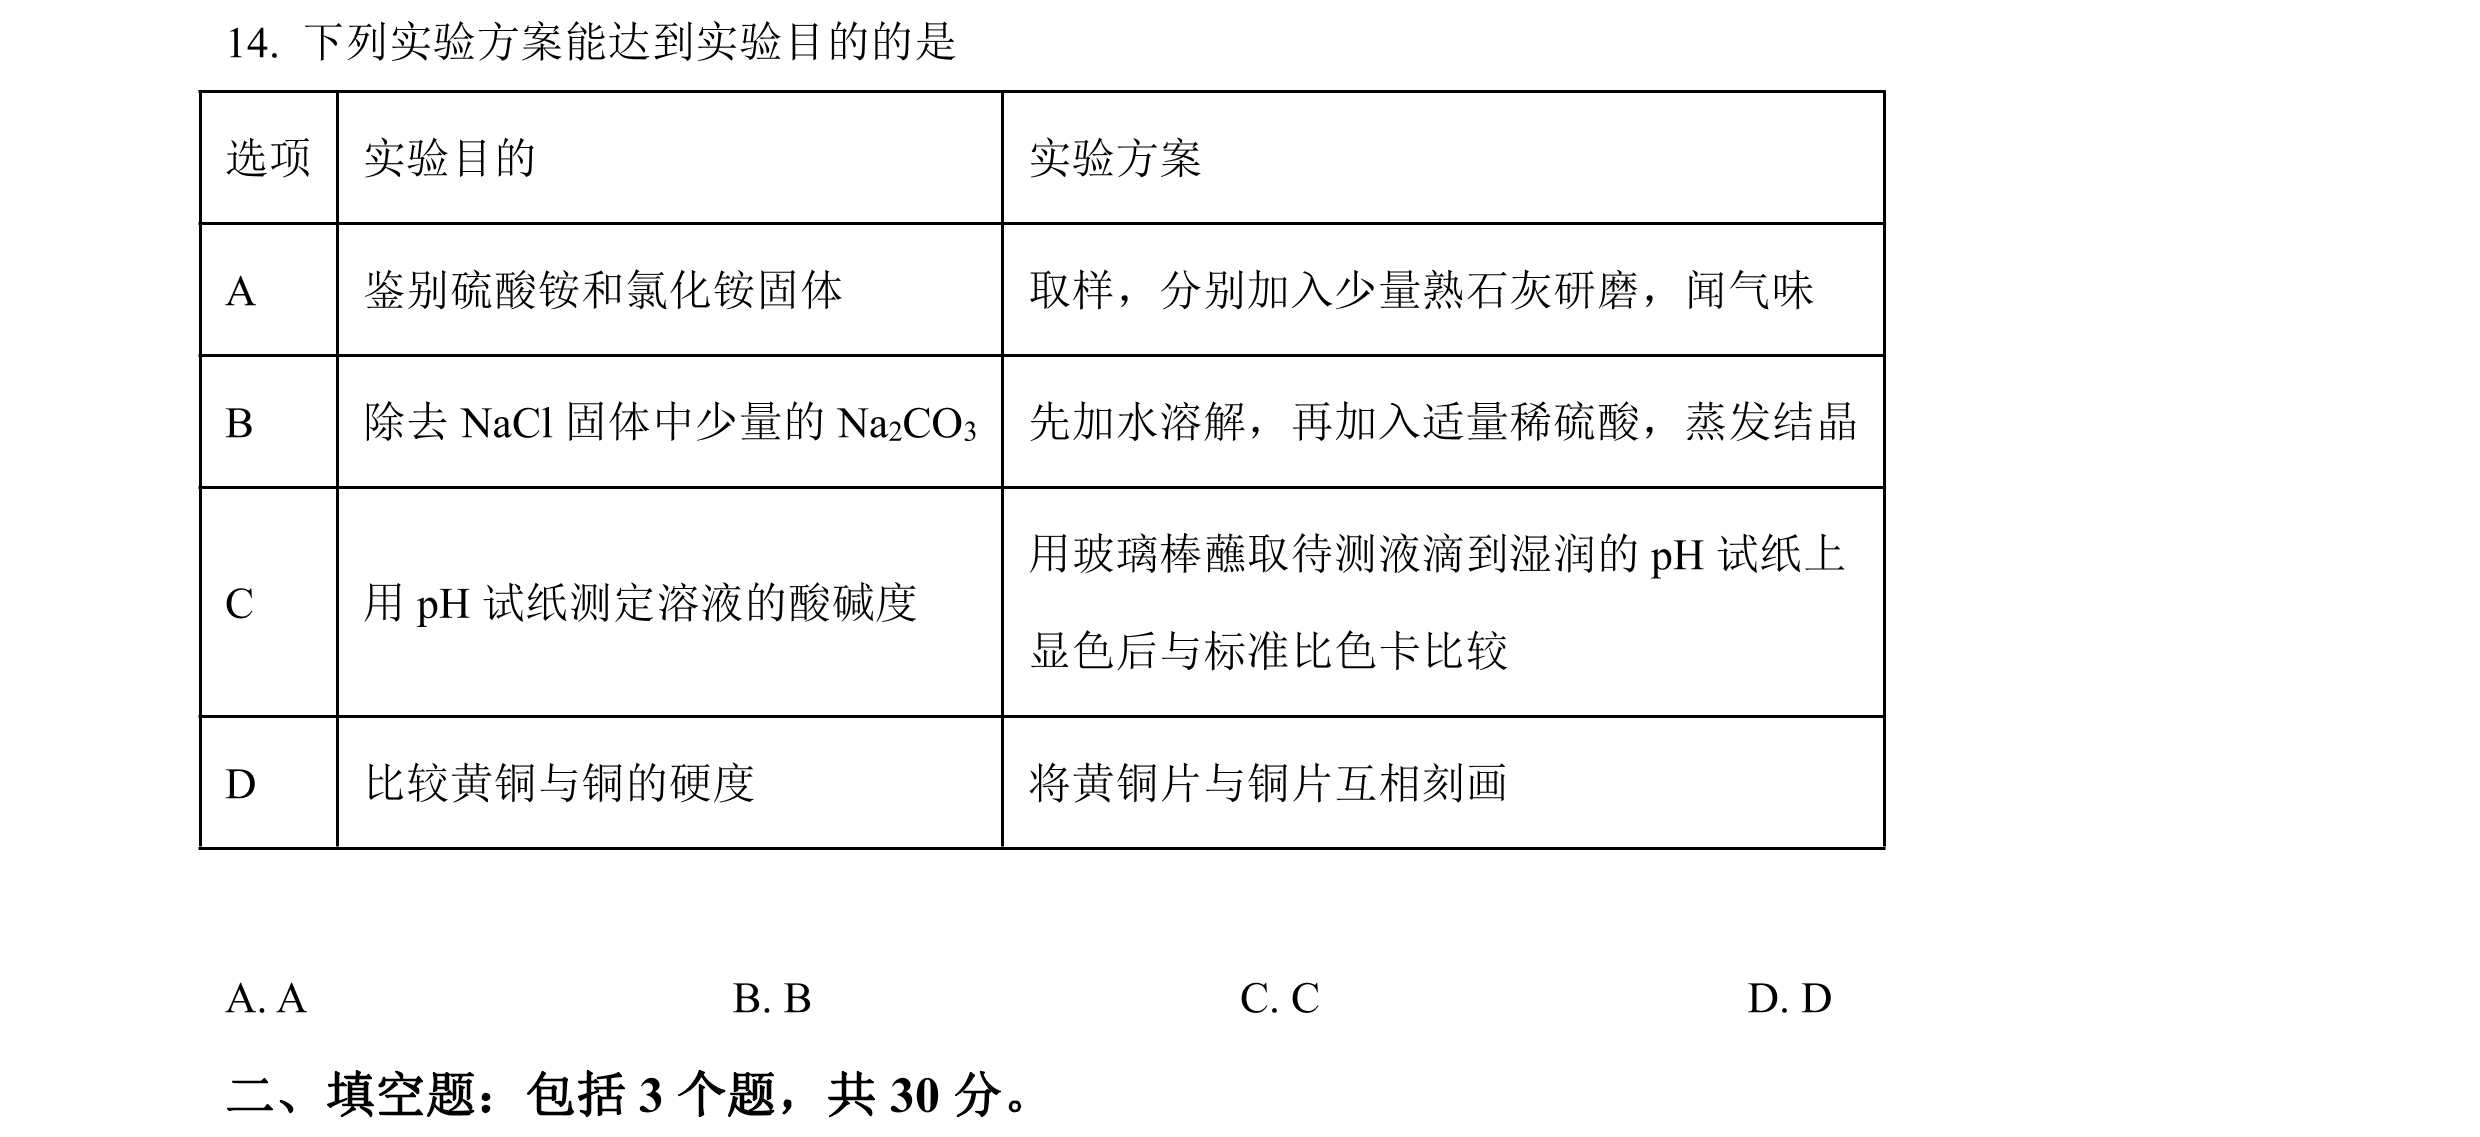 14. 下列实验方案能达到实验目的的是
选项 实验目的 实验方案
A 鉴别硫酸铵和氯化铵固体 取样，分别加入少量熟石灰研磨，闻气味
B 除去 NaCl 固体中少量的 Na₂CO₃ 先加水溶解，再加入适量稀硫酸，蒸发结晶
C 用 pH 试纸测定溶液的酸碱度 用玻璃棒蘸取待测液滴到湿润的 pH 试纸上
显色后与标准比色卡比较
D 比较黄铜与铜的硬度 将黄铜片与铜片互相刻画
A. A B. B C. C D. D
二、填空题：包括 3 个题，共 30 分。